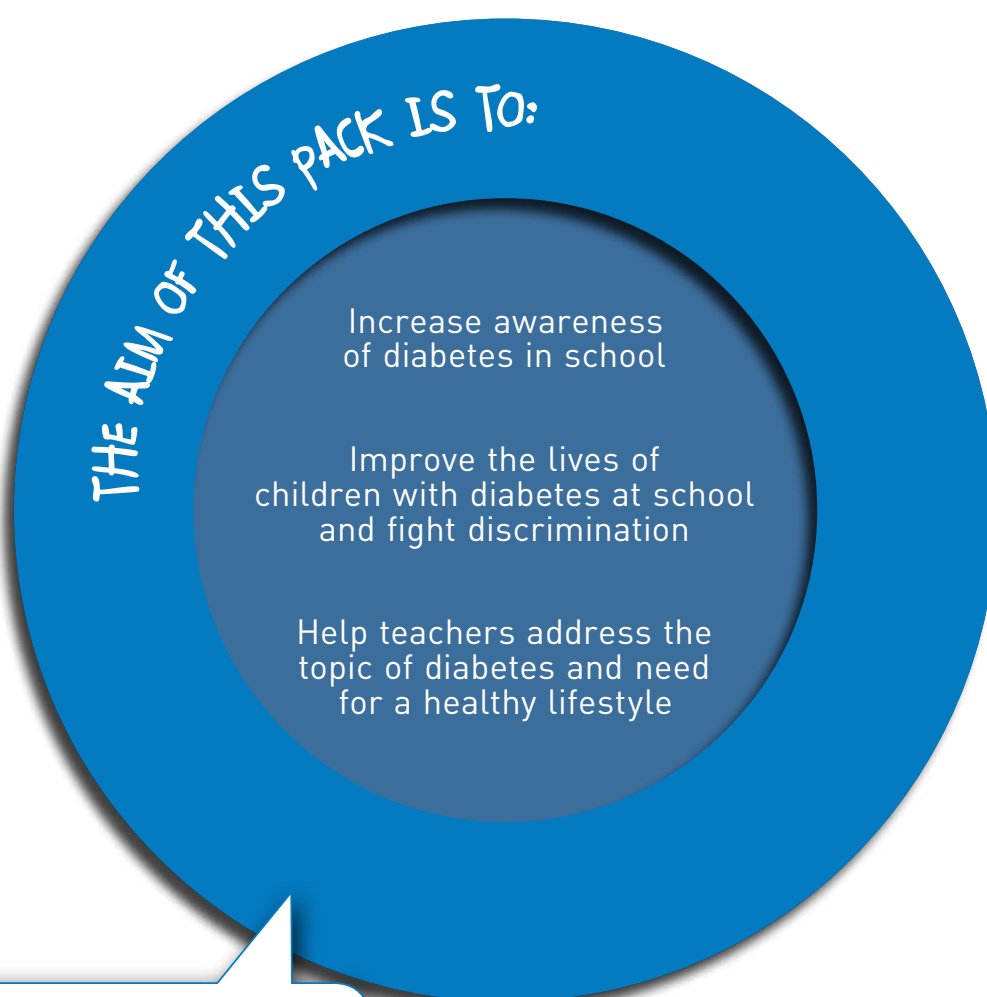 THE AIM OF THIS PACK IS TO:
Increase awareness
of diabetes in school
Improve the lives of
children with diabetes at school
and fight discrimination
Help teachers address the
topic of diabetes and need
for a healthy lifestyle